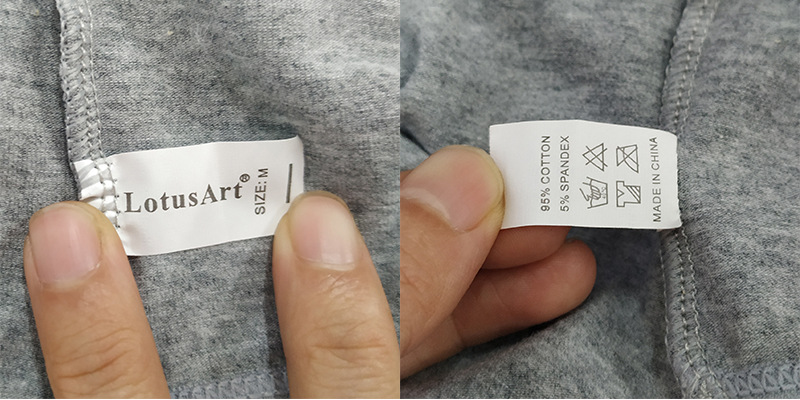 LotusArt®
SIZE: M
95% COTTON
5% SPANDEX
MADE IN CHINA